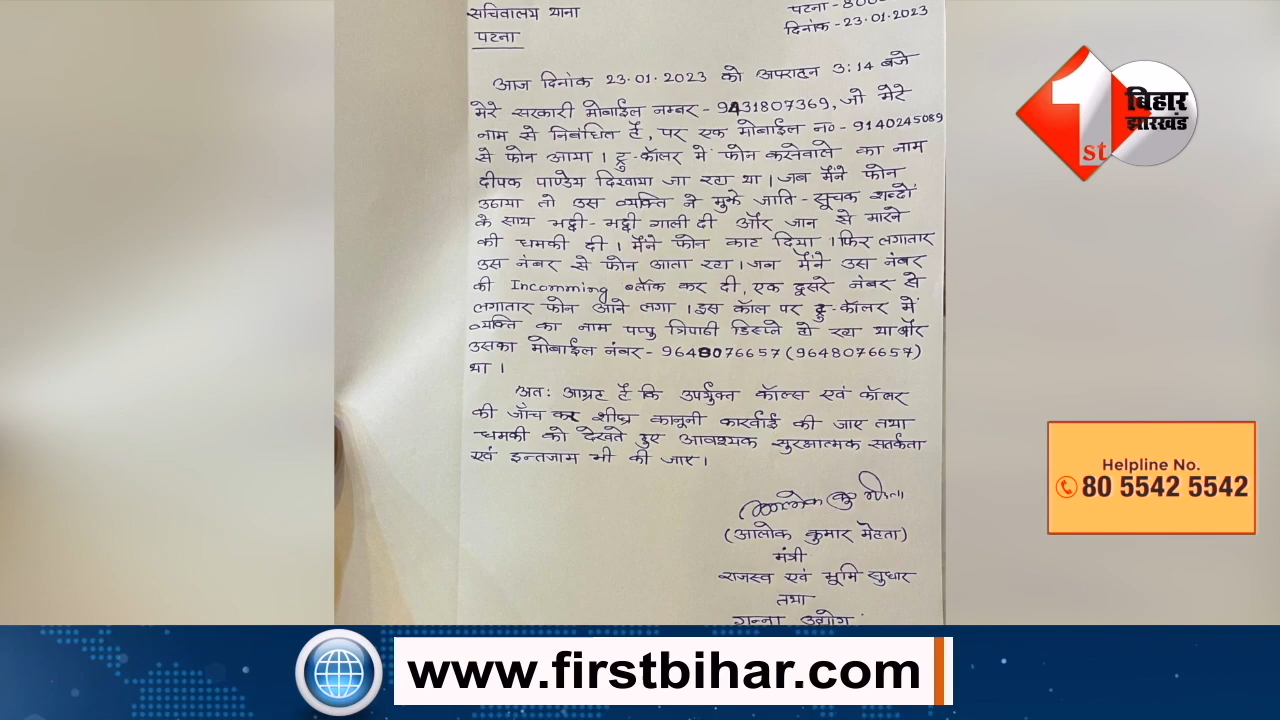 सचिवालय थाना
पटना
पटना - 800
दिनांक - 23.01.2023
आज दिनांक 23.01.2023 को अपराहन 3:14 बजे
मेरे सरकारी मोबाईल नम्बर - 9431807369, जो मेरे
नाम से निबंधित है, पर एक मोबाईल no - 9140245089
से फोन आया। ट्रु-कॉलर में फोन करनेवाले का नाम
दीपक पाण्डेय दिखाया जा रहा था। जब मैंने फोन
उठाया तो उस व्यक्ति ने मुझे जाति-सूचक शब्दों
के साथ भद्दी-भद्दी गाली दी और जान से मारने
की धमकी दी। मैंने फोन काट दिया। फिर लगातार
उस नंबर से फोन आता रहा। जब मैंने उस नंबर
की Incomming ब्लॉक कर दी, एक दूसरे नंबर से
लगातार फोन आने लगा। इस कॉल पर ट्रु-कॉलर में
व्यक्ति का नाम पप्पु त्रिपाठी डिस्प्ले हो रहा था और
उसका मोबाईल नंबर - 9648076657 (9648076657)
था।
अतः आग्रह है कि उपर्युक्त कॉल्स एवं कॉलर
की जाँच कर शीघ्र कानूनी कार्रवाई की जाए तथा
धमकी को देखते हुए आवश्यक सुरक्षात्मक सतर्कता
एवं इन्तजाम भी की जाए।
आलोक कु० मेहता
(आलोक कुमार मेहता)
मंत्री
राजस्व एवं भूमि सुधार
तथा
गन्ना उद्योग
1st
बिहार
झारखंड
Helpline No.
80 5542 5542
www.firstbihar.com